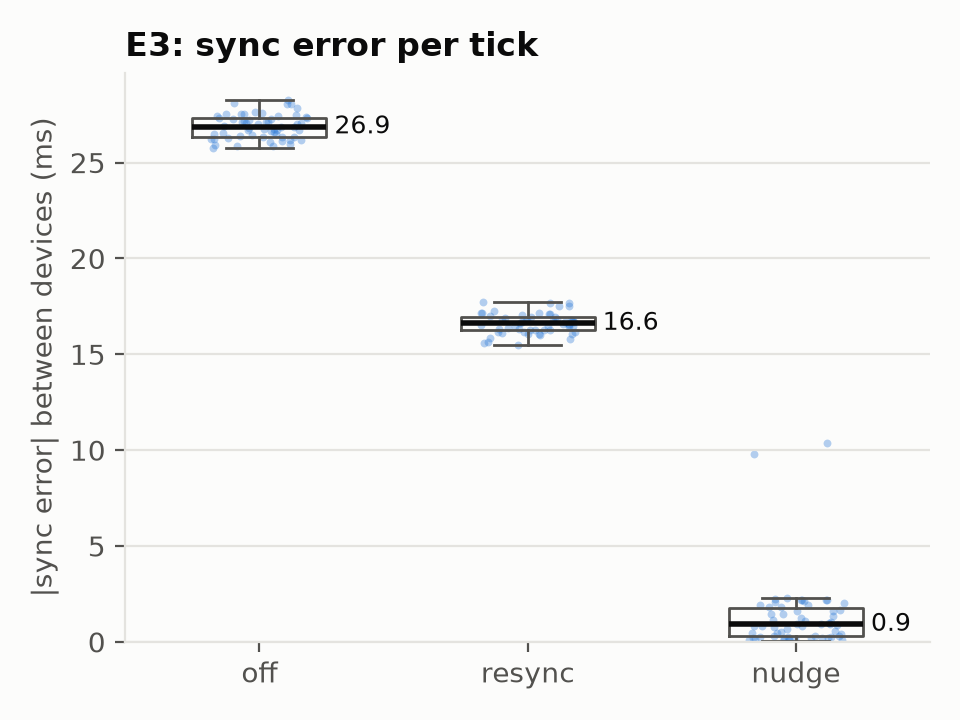 E3: sync error per tick
|sync error| between devices (ms)
25
20
15
10
5
0
26.9
16.6
0.9
off
resync
nudge